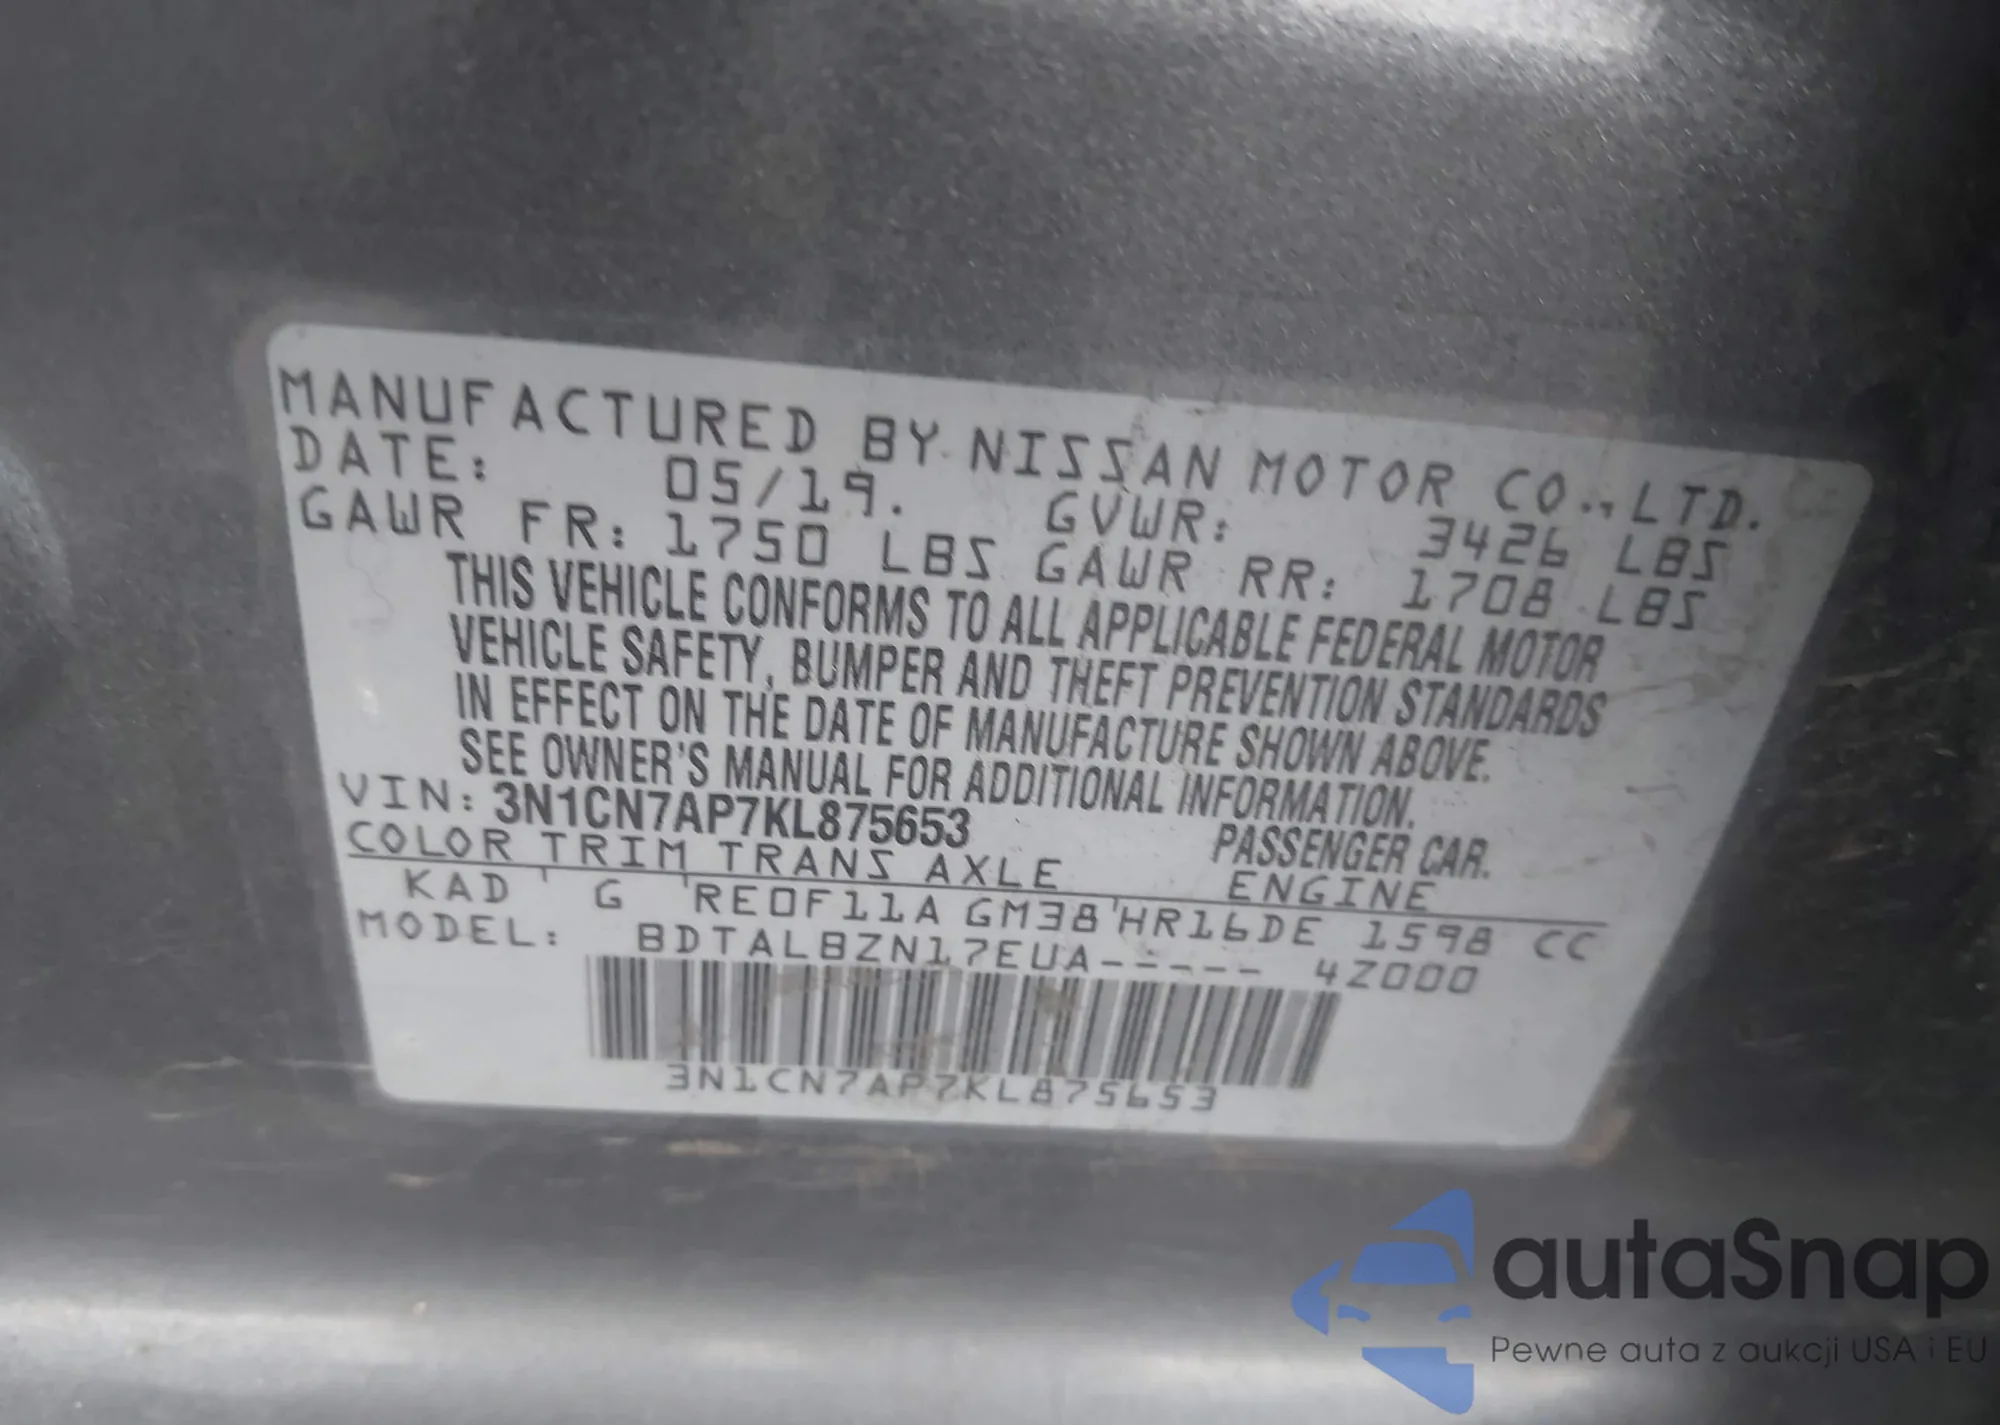 MANUFACTURED BY NISSAN MOTOR CO., LTD.
DATE: 05/19. GVWR: 3426 LBS
GAWR FR: 1750 LBS GAWR RR: 1708 LBS
THIS VEHICLE CONFORMS TO ALL APPLICABLE FEDERAL MOTOR
VEHICLE SAFETY, BUMPER AND THEFT PREVENTION STANDARDS
IN EFFECT ON THE DATE OF MANUFACTURE SHOWN ABOVE.
SEE OWNER'S MANUAL FOR ADDITIONAL INFORMATION.
VIN: 3N1CN7AP7KL875653 PASSENGER CAR.
COLOR TRIM TRANS AXLE ENGINE
KAD G RE0F11A GM38 HR16DE 1598 CC
MODEL: BDTALBZN17EUA----- 4Z000
3N1CN7AP7KL875653
autaSnap
Pewne auta z aukcji USA i EU